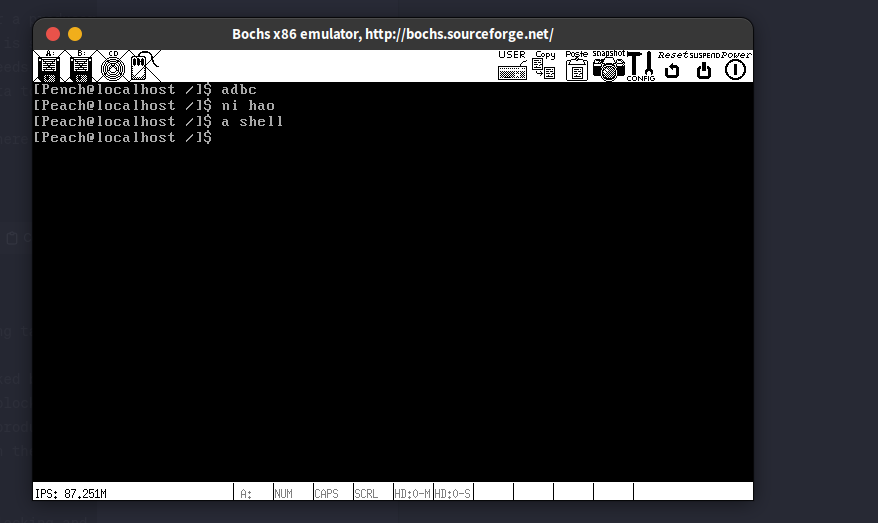 Bochs x86 emulator, http://bochs.sourceforge.net/
A: B: CD USER Copy Paste snapshot CONFIG Reset SUSPEND Power
[Pench@localhost /]$ adbc
[Peach@localhost /]$ ni hao
[Peach@localhost /]$ a shell
[Peach@localhost /]$
IPS: 87.251M A: NUM CAPS SCRL HD:0-M HD:0-S